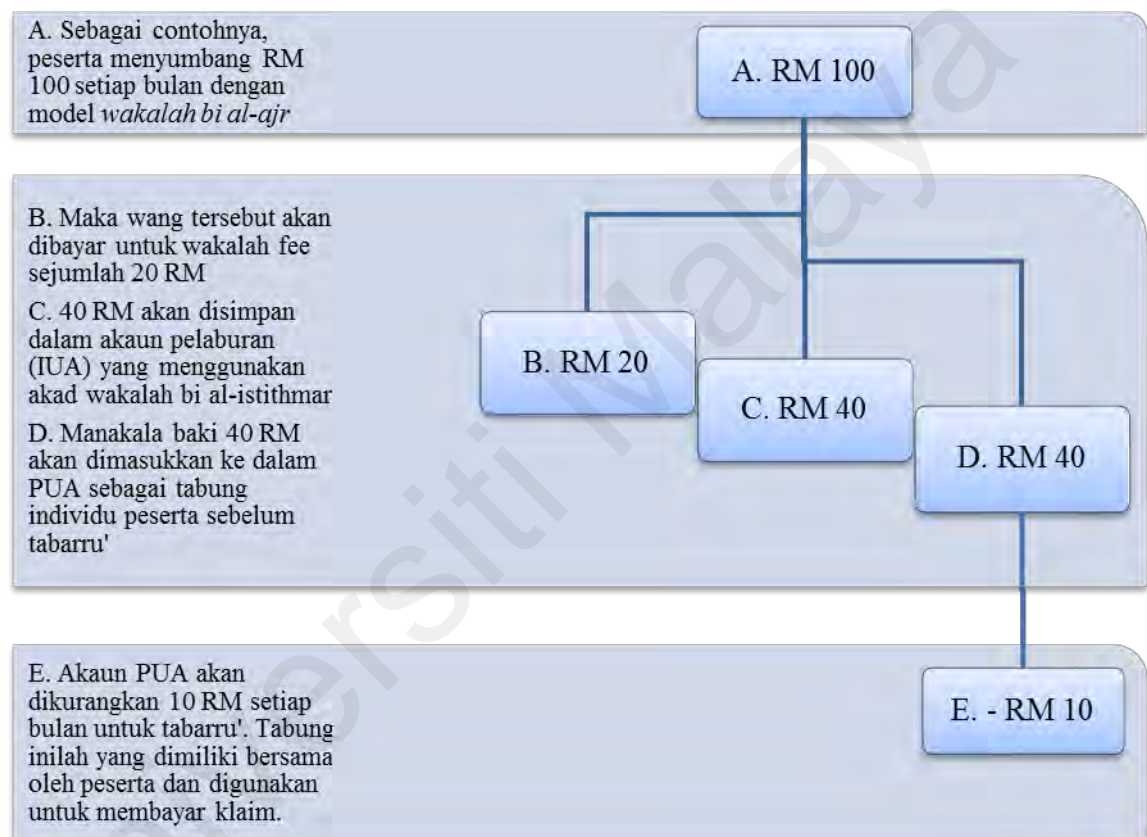 A. Sebagai contohnya,
peserta menyumbang RM
100 setiap bulan dengan
model wakalah bi al-ajr
A. RM 100
B. Maka wang tersebut akan
dibayar untuk wakalah fee
sejumlah 20 RM
C. 40 RM akan disimpan
dalam akaun pelaburan
(IUA) yang menggunakan
akad wakalah bi al-istithmar
D. Manakala baki 40 RM
akan dimasukkan ke dalam
PUA sebagai tabung
individu peserta sebelum
tabarru'
B. RM 20
C. RM 40
D. RM 40
E. Akaun PUA akan
dikurangkan 10 RM setiap
bulan untuk tabarru'. Tabung
inilah yang dimiliki bersama
oleh peserta dan digunakan
untuk membayar klaim.
E. - RM 10
versiti Malaya